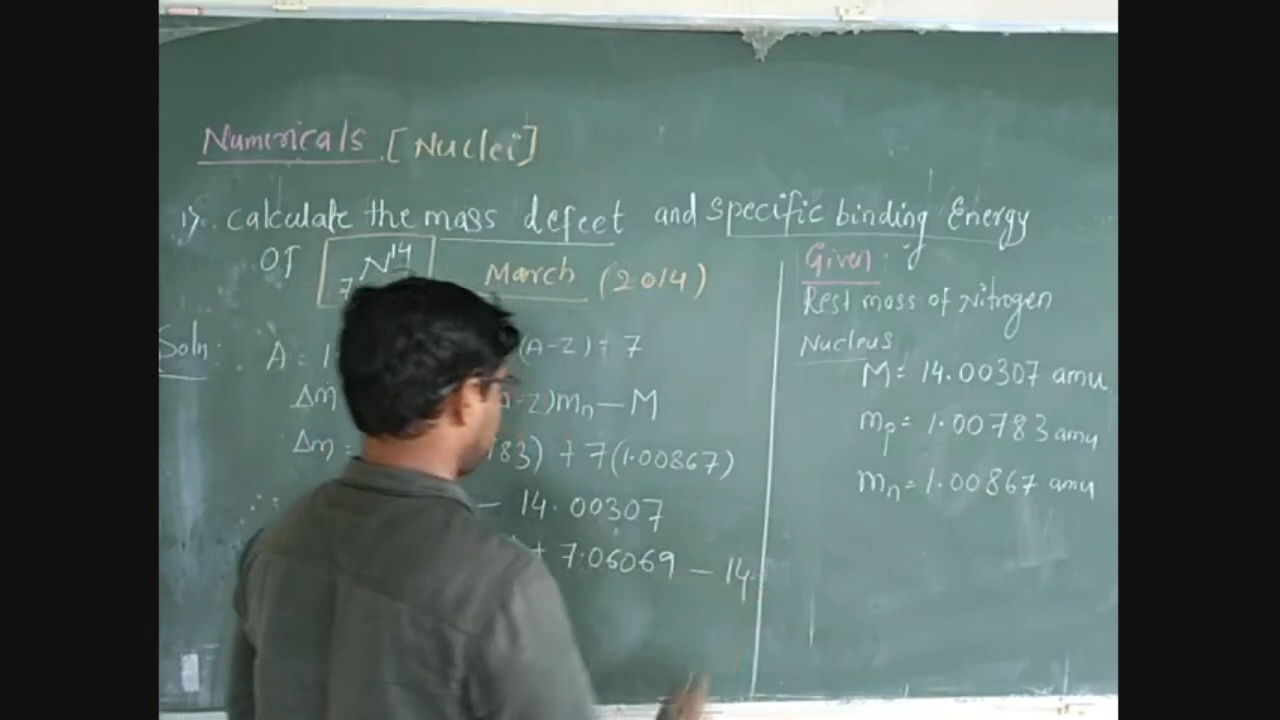 Numericals. [Nuclei]
1). Calculate the mass defect and specific binding Energy
of 7N14 March (2014)
Soln: A = 1 (A-Z) = 7
Δm -Z)mn - M
Δm = 83) + 7(1.00867)
∴ - 14.00307
+ 7.06069 - 14.
Given:
Rest mass of Nitrogen
Nucleus
M = 14.00307 amu
mp = 1.00783 amu
mn = 1.00867 amu